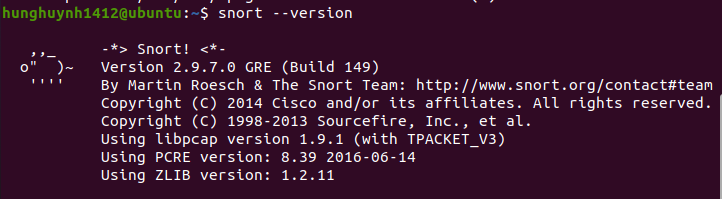 hunghuynh1412@ubuntu:~$ snort --version
,,_ -*> Snort! <*-
o"  )~ Version 2.9.7.0 GRE (Build 149)
'''' By Martin Roesch & The Snort Team: http://www.snort.org/contact#team
Copyright (C) 2014 Cisco and/or its affiliates. All rights reserved.
Copyright (C) 1998-2013 Sourcefire, Inc., et al.
Using libpcap version 1.9.1 (with TPACKET_V3)
Using PCRE version: 8.39 2016-06-14
Using ZLIB version: 1.2.11